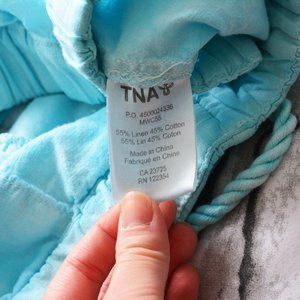 TNA
P.O. 4500024336
MWC55
55% Linen 45% Cotton
55% Lin 45% Coton
Made in China
Fabriqué en Chine
CA 23725
RN 122354